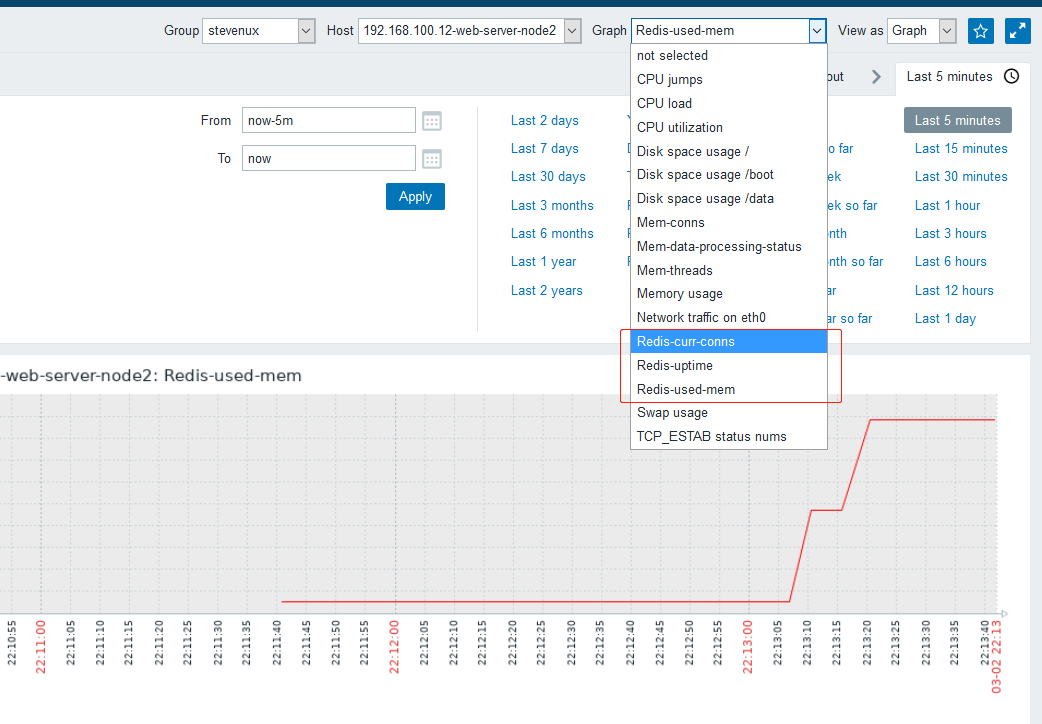 Group stevenux Host 192.168.100.12-web-server-node2 Graph Redis-used-mem View as Graph
not selected
CPU jumps
CPU load
CPU utilization
Disk space usage /
Disk space usage /boot
Disk space usage /data
Mem-conns
Mem-data-processing-status
Mem-threads
Memory usage
Network traffic on eth0
Redis-curr-conns
Redis-uptime
Redis-used-mem
Swap usage
TCP_ESTAB status nums
out
Last 5 minutes
From now-5m
To now
Apply
Last 2 days
Last 7 days
Last 30 days
Last 3 months
Last 6 months
Last 1 year
Last 2 years
o far
ek
ek so far
nth
nth so far
ar
ar so far
Last 5 minutes
Last 15 minutes
Last 30 minutes
Last 1 hour
Last 3 hours
Last 6 hours
Last 12 hours
Last 1 day
-web-server-node2: Redis-used-mem
22:10:55
22:11:00
22:11:05
22:11:10
22:11:15
22:11:20
22:11:25
22:11:30
22:11:35
22:11:40
22:11:45
22:11:50
22:11:55
22:12:00
22:12:05
22:12:10
22:12:15
22:12:20
22:12:25
22:12:30
22:12:35
22:12:40
22:12:45
22:12:50
22:12:55
22:13:00
22:13:05
22:13:10
22:13:15
22:13:20
22:13:25
22:13:30
22:13:35
22:13:40
03-02 22:13